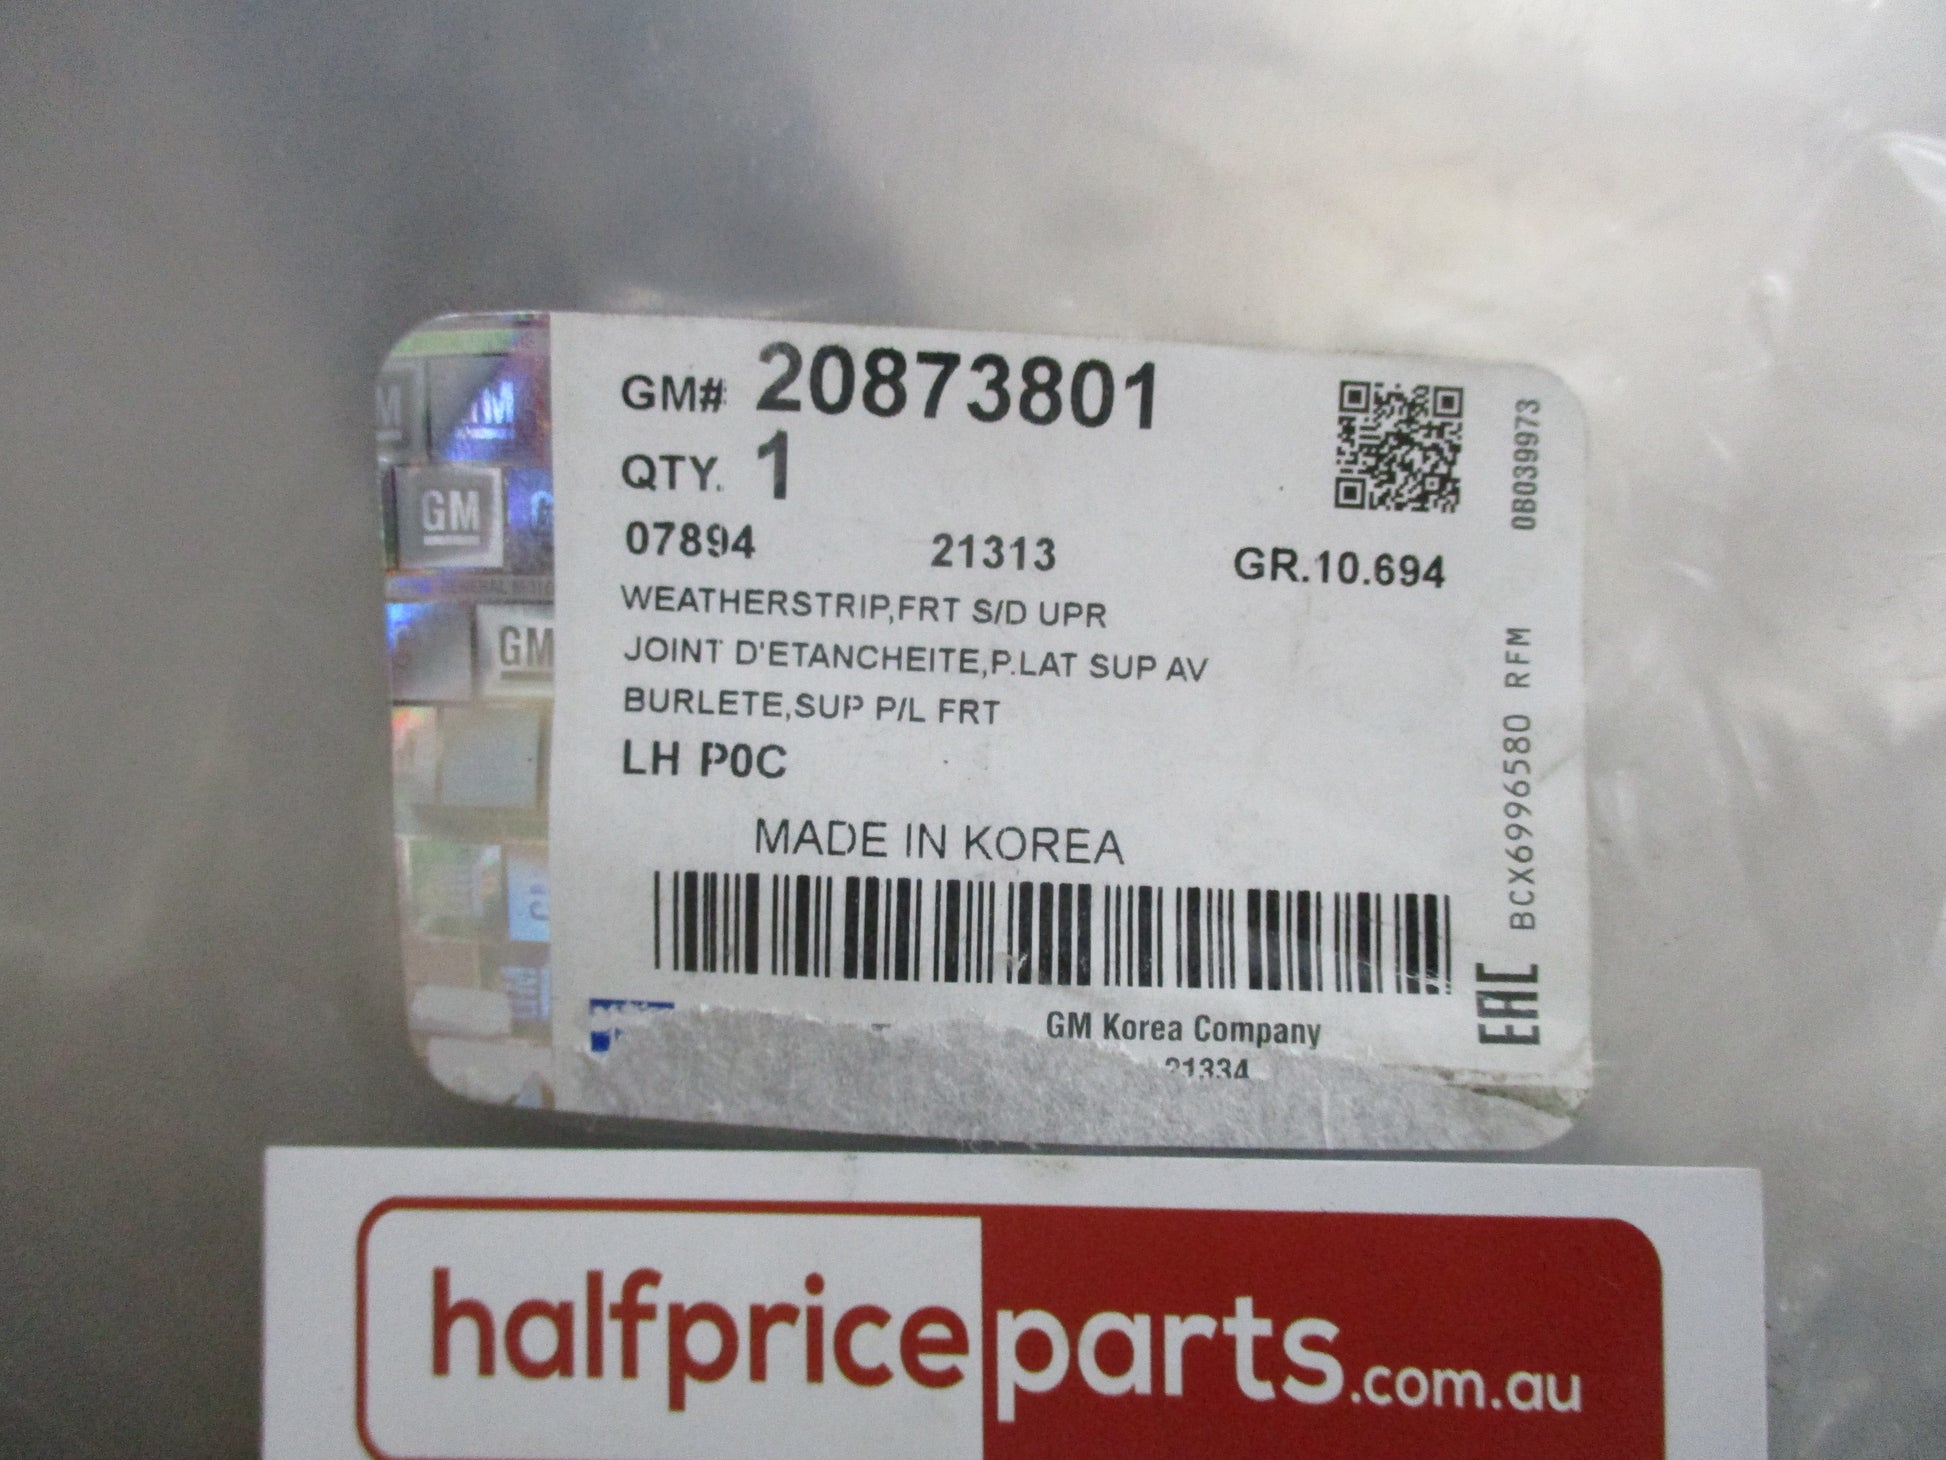 GM# 20873801
QTY. 1
07894 21313 GR.10.694
WEATHERSTRIP,FRT S/D UPR
JOINT D'ETANCHEITE,P.LAT SUP AV
BURLETE,SUP P/L FRT
LH P0C
MADE IN KOREA
GM Korea Company
21334
0B039973
BCX6996580 RFM
EAC
GM
GM
GM
halfpriceparts.com.au